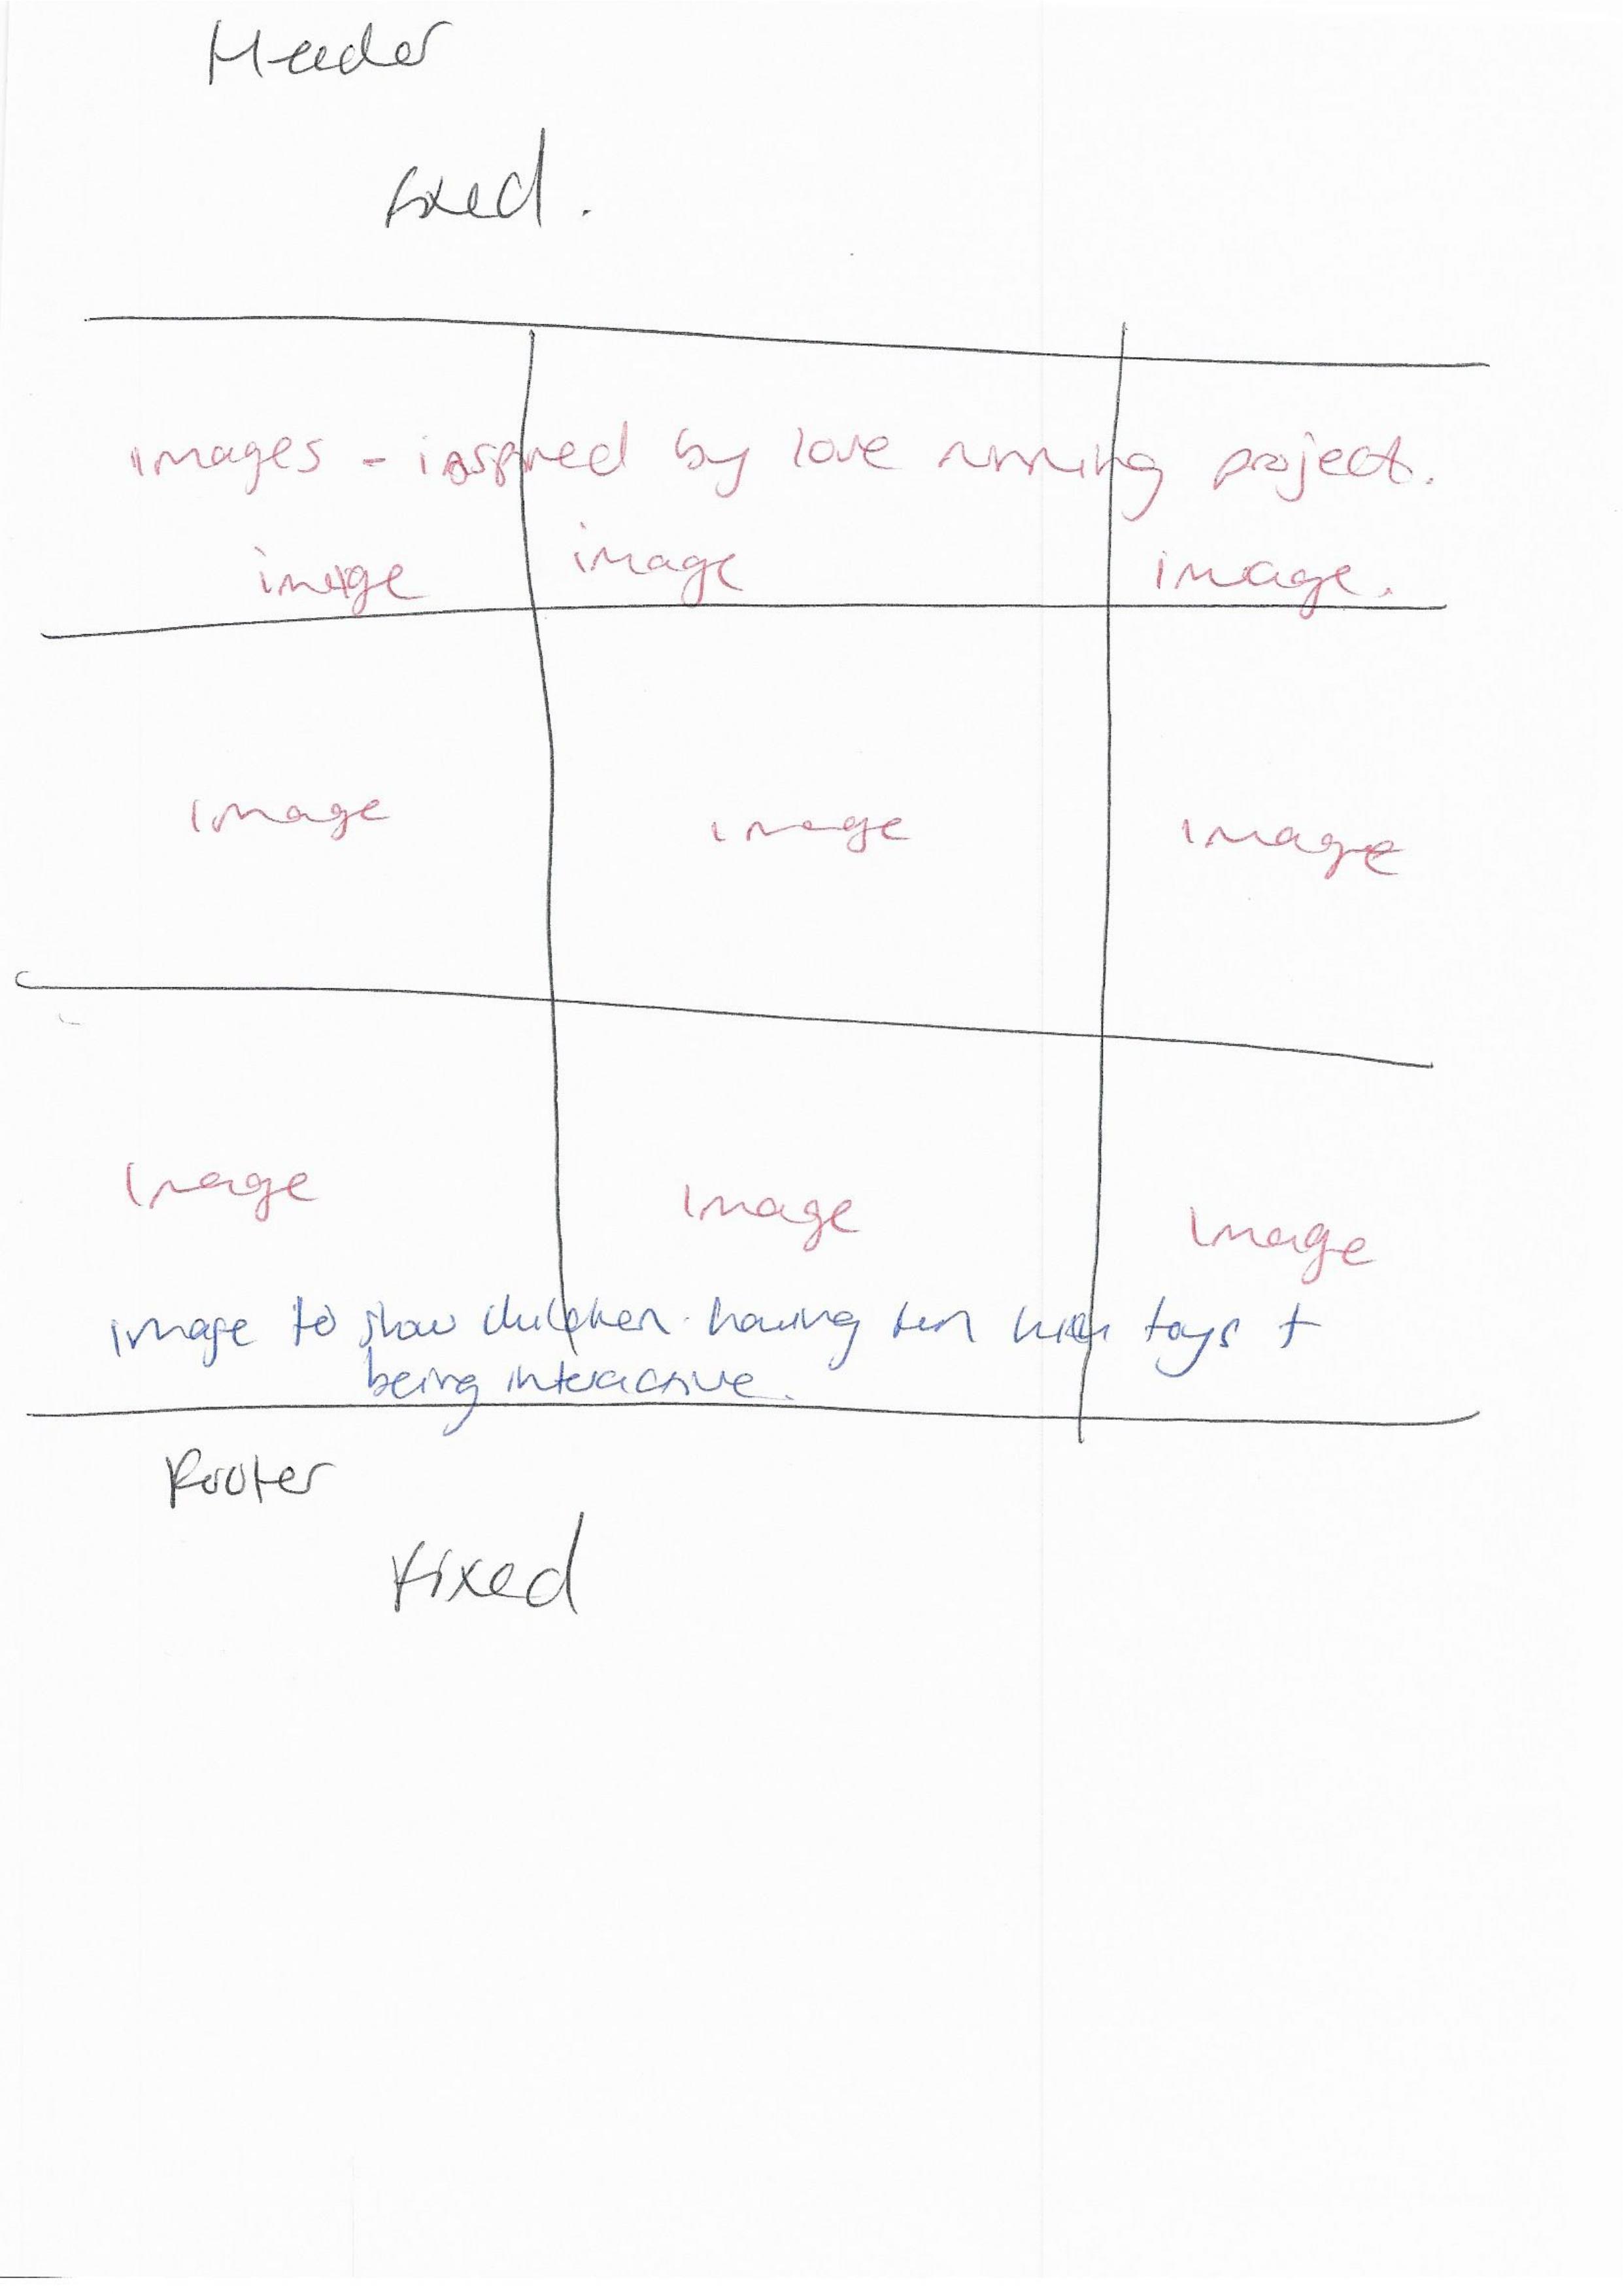 Header
fixed.
images - inspired by love running project.
image image image.
image image image
image image image
image to show children having fun with toys +
being interactive.
Footer
fixed